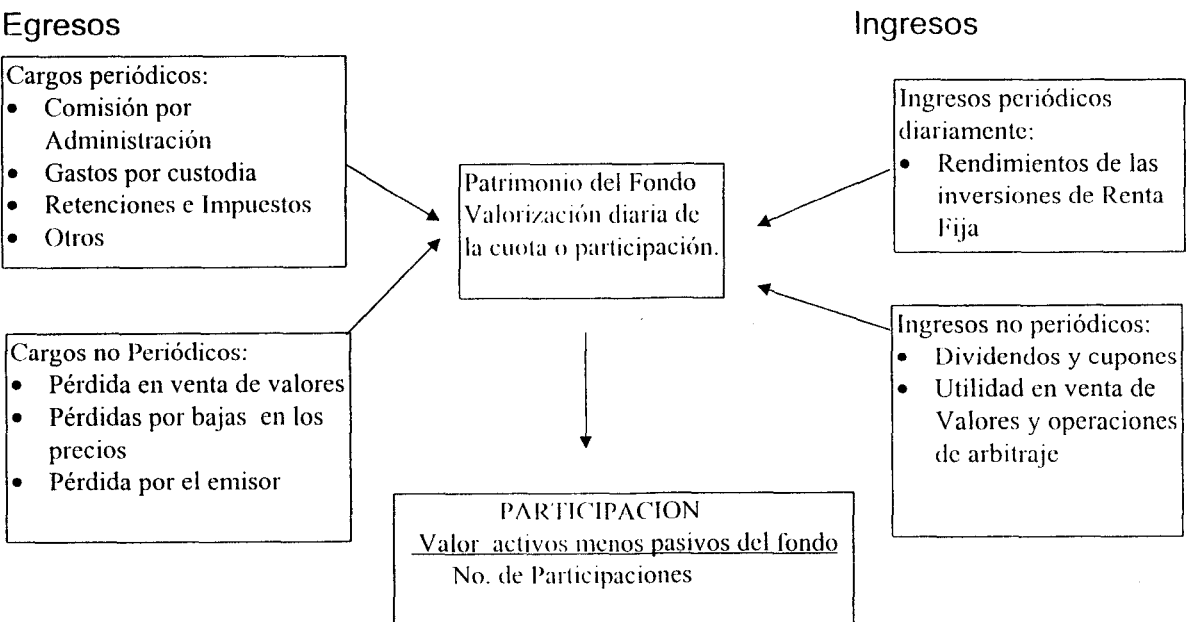 Egresos
Cargos periódicos:
• Comisión por
Administración
• Gastos por custodia
• Retenciones e Impuestos
• Otros
Cargos no Periódicos:
• Pérdida en venta de valores
• Pérdidas por bajas en los
precios
• Pérdida por el emisor
Patrimonio del Fondo
Valorización diaria de
la cuota o participación.
PARTICIPACION
Valor activos menos pasivos del fondo
No. de Participaciones
Ingresos
Ingresos periódicos
diariamente:
• Rendimientos de las
inversiones de Renta
Fija
Ingresos no periódicos:
• Dividendos y cupones
• Utilidad en venta de
Valores y operaciones
de arbitraje